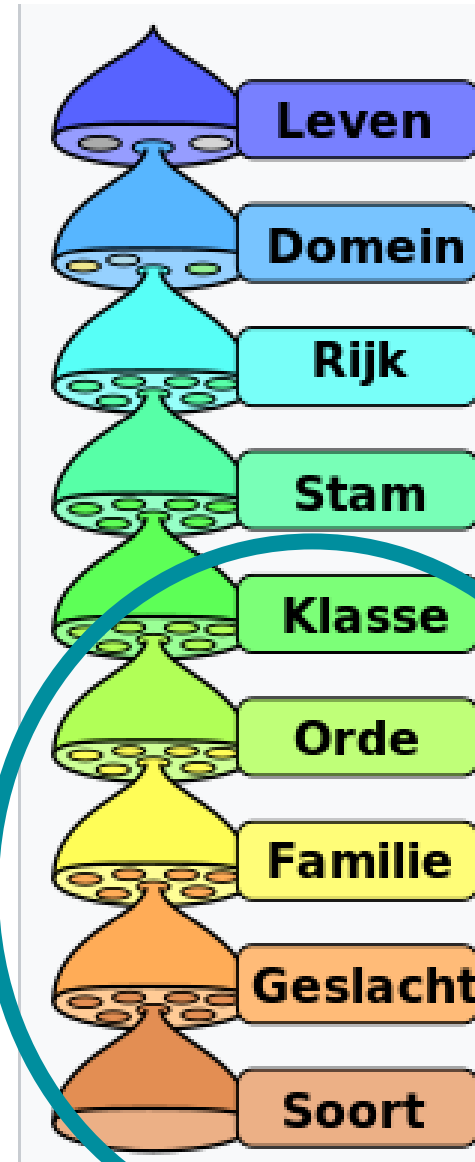 Leven
Domein
Rijk
Stam
Klasse
Orde
Familie
Geslacht
Soort